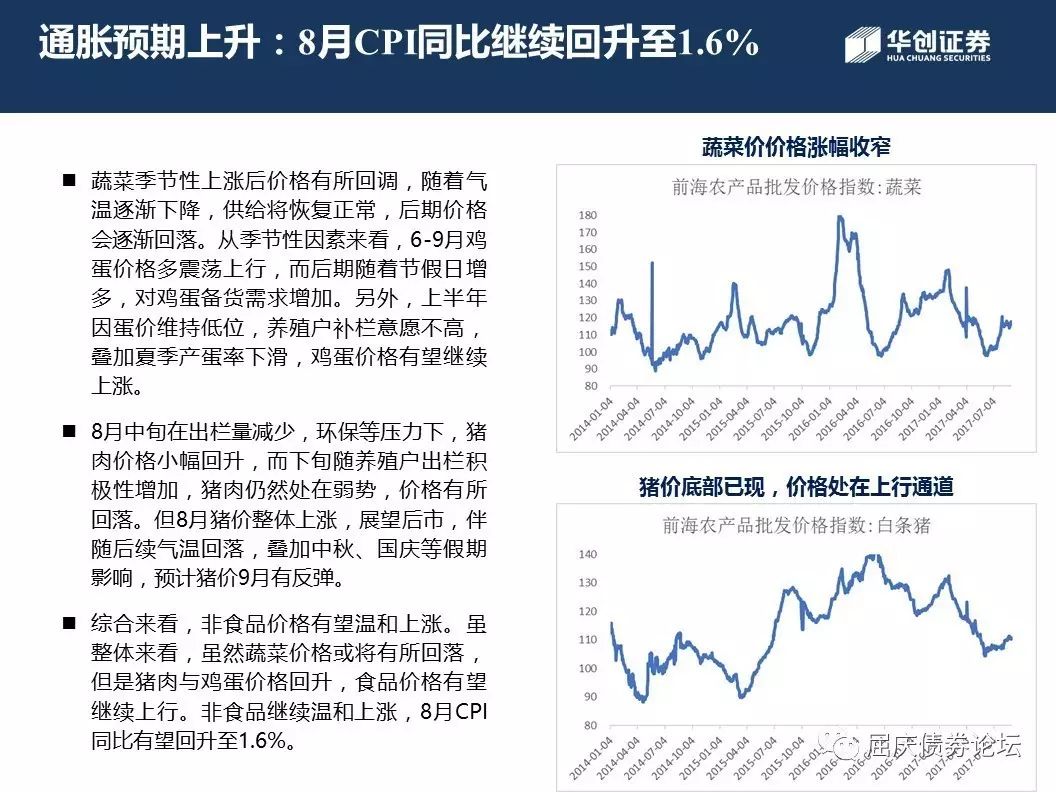 通胀预期上升：8月CPI同比继续回升至1.6%
华创证券
HUA CHUANG SECURITIES
■ 蔬菜季节性上涨后价格有所回调，随着气
温逐渐下降，供给将恢复正常，后期价格
会逐渐回落。从季节性因素来看，6-9月鸡
蛋价格多震荡上行，而后期随着节假日增
多，对鸡蛋备货需求增加。另外，上半年
因蛋价维持低位，养殖户补栏意愿不高，
叠加夏季产蛋率下滑，鸡蛋价格有望继续
上涨。
■ 8月中旬在出栏量减少，环保等压力下，猪
肉价格小幅回升，而下旬随养殖户出栏积
极性增加，猪肉仍然处在弱势，价格有所
回落。但8月猪价整体上涨，展望后市，伴
随后续气温回落，叠加中秋、国庆等假期
影响，预计猪价9月有反弹。
■ 综合来看，非食品价格有望温和上涨。虽
整体来看，虽然蔬菜价格或将有所回落，
但是猪肉与鸡蛋价格回升，食品价格有望
继续上行。非食品继续温和上涨，8月CPI
同比有望回升至1.6%。
蔬菜价价格涨幅收窄
前海农产品批发价格指数:蔬菜
180
170
160
150
140
130
120
110
100
90
80
2014-01-04
2014-04-04
2014-07-04
2014-10-04
2015-01-04
2015-04-04
2015-07-04
2015-10-04
2016-01-04
2016-04-04
2016-07-04
2016-10-04
2017-01-04
2017-04-04
2017-07-04
猪价底部已现，价格处在上行通道
前海农产品批发价格指数:白条猪
140
130
120
110
100
90
80
2014-01-04
2014-04-04
2014-07-04
2014-10-04
2015-01-04
2015-04-04
2015-07-04
2015-10-04
屈庆债券论坛